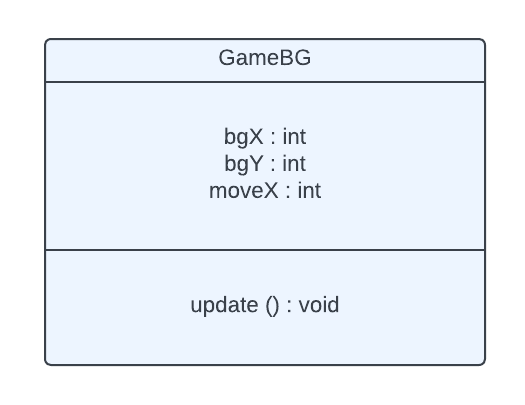 GameBG
bgX : int
bgY : int
moveX : int
update () : void